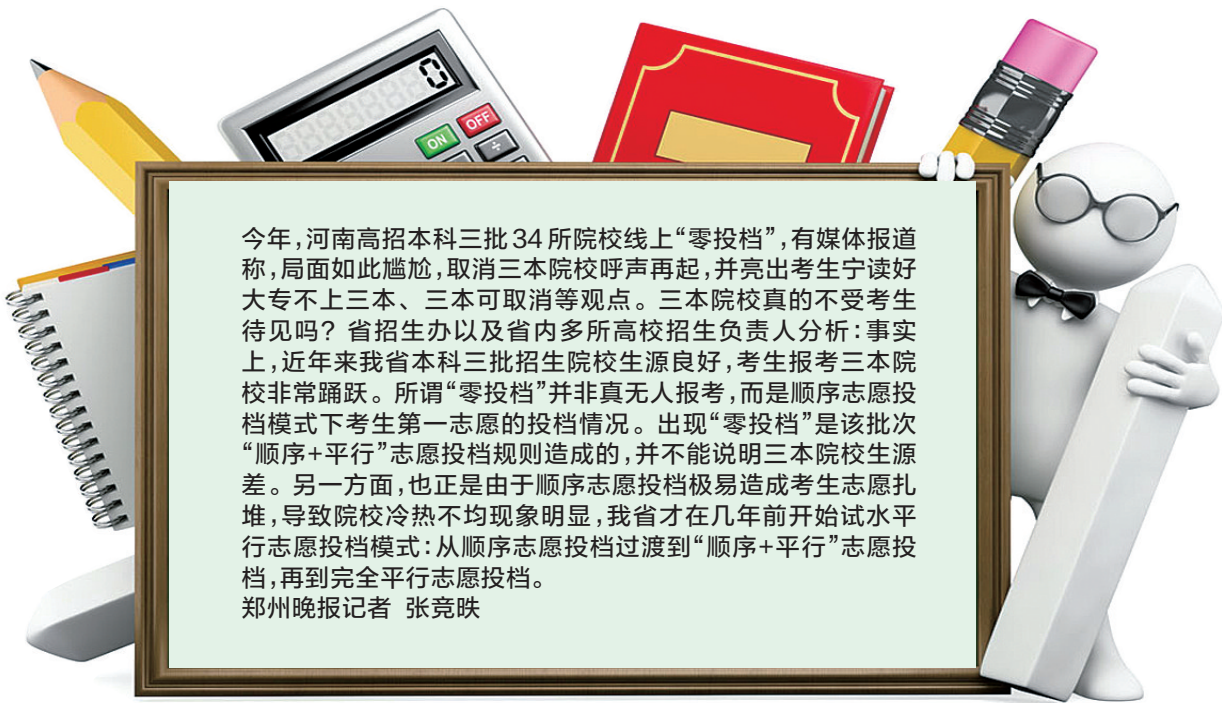 0
ON
OFF
÷
今年,河南高招本科三批34所院校线上“零投档”,有媒体报道
称,局面如此尴尬,取消三本院校呼声再起,并亮出考生宁读好
大专不上三本、三本可取消等观点。三本院校真的不受考生
待见吗？省招生办以及省内多所高校招生负责人分析:事实
上,近年来我省本科三批招生院校生源良好,考生报考三本院
校非常踊跃。所谓“零投档”并非真无人报考,而是顺序志愿投
档模式下考生第一志愿的投档情况。出现“零投档”是该批次
“顺序+平行”志愿投档规则造成的,并不能说明三本院校生源
差。另一方面,也正是由于顺序志愿投档极易造成考生志愿扎
堆,导致院校冷热不均现象明显,我省才在几年前开始试水平
行志愿投档模式:从顺序志愿投档过渡到“顺序+平行”志愿投
档,再到完全平行志愿投档。
郑州晚报记者 张竞昳